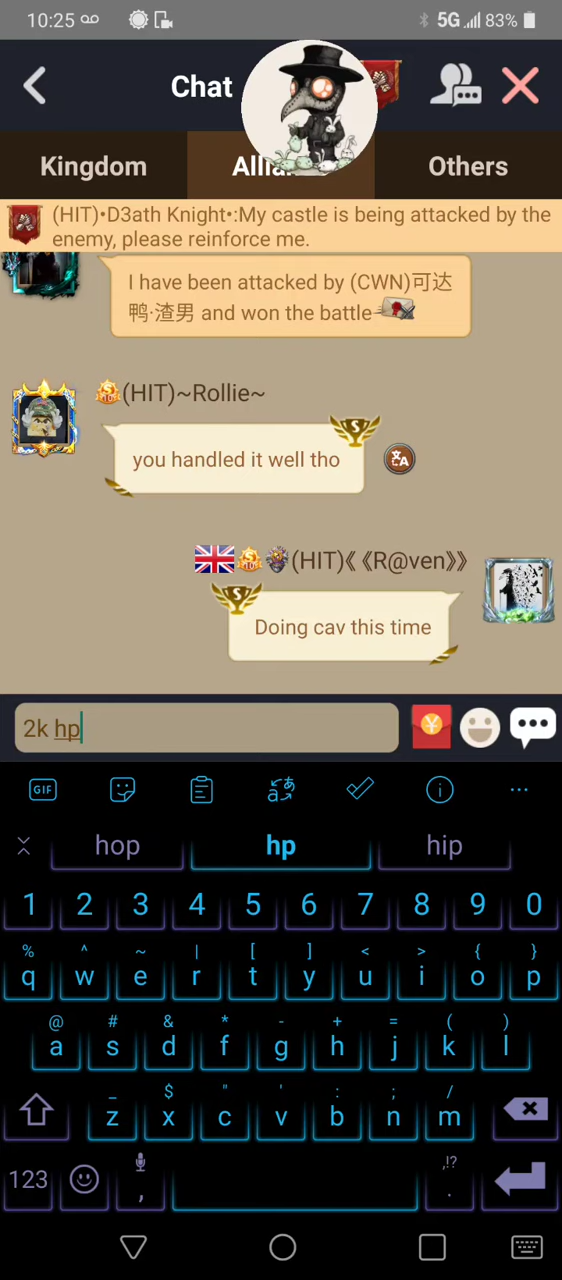 10:25
5G 83%
Chat
Kingdom
Allia
Others
(HIT)•D3ath Knight•:My castle is being attacked by the
enemy, please reinforce me.
I have been attacked by (CWN)可达
鸭·渣男 and won the battle
(HIT)~Rollie~
S
you handled it well tho
(HIT)《《R@ven》》
S
Doing cav this time
2k hp
GIF
hop hp hip
1 2 3 4 5 6 7 8 9 0
% ^ ~ | [ ] < > { }
q w e r t y u i o p
@ # & * - + = ( )
a s d f g h j k l
_ $ " ' : ; /
z x c v b n m
,!?
123 , .